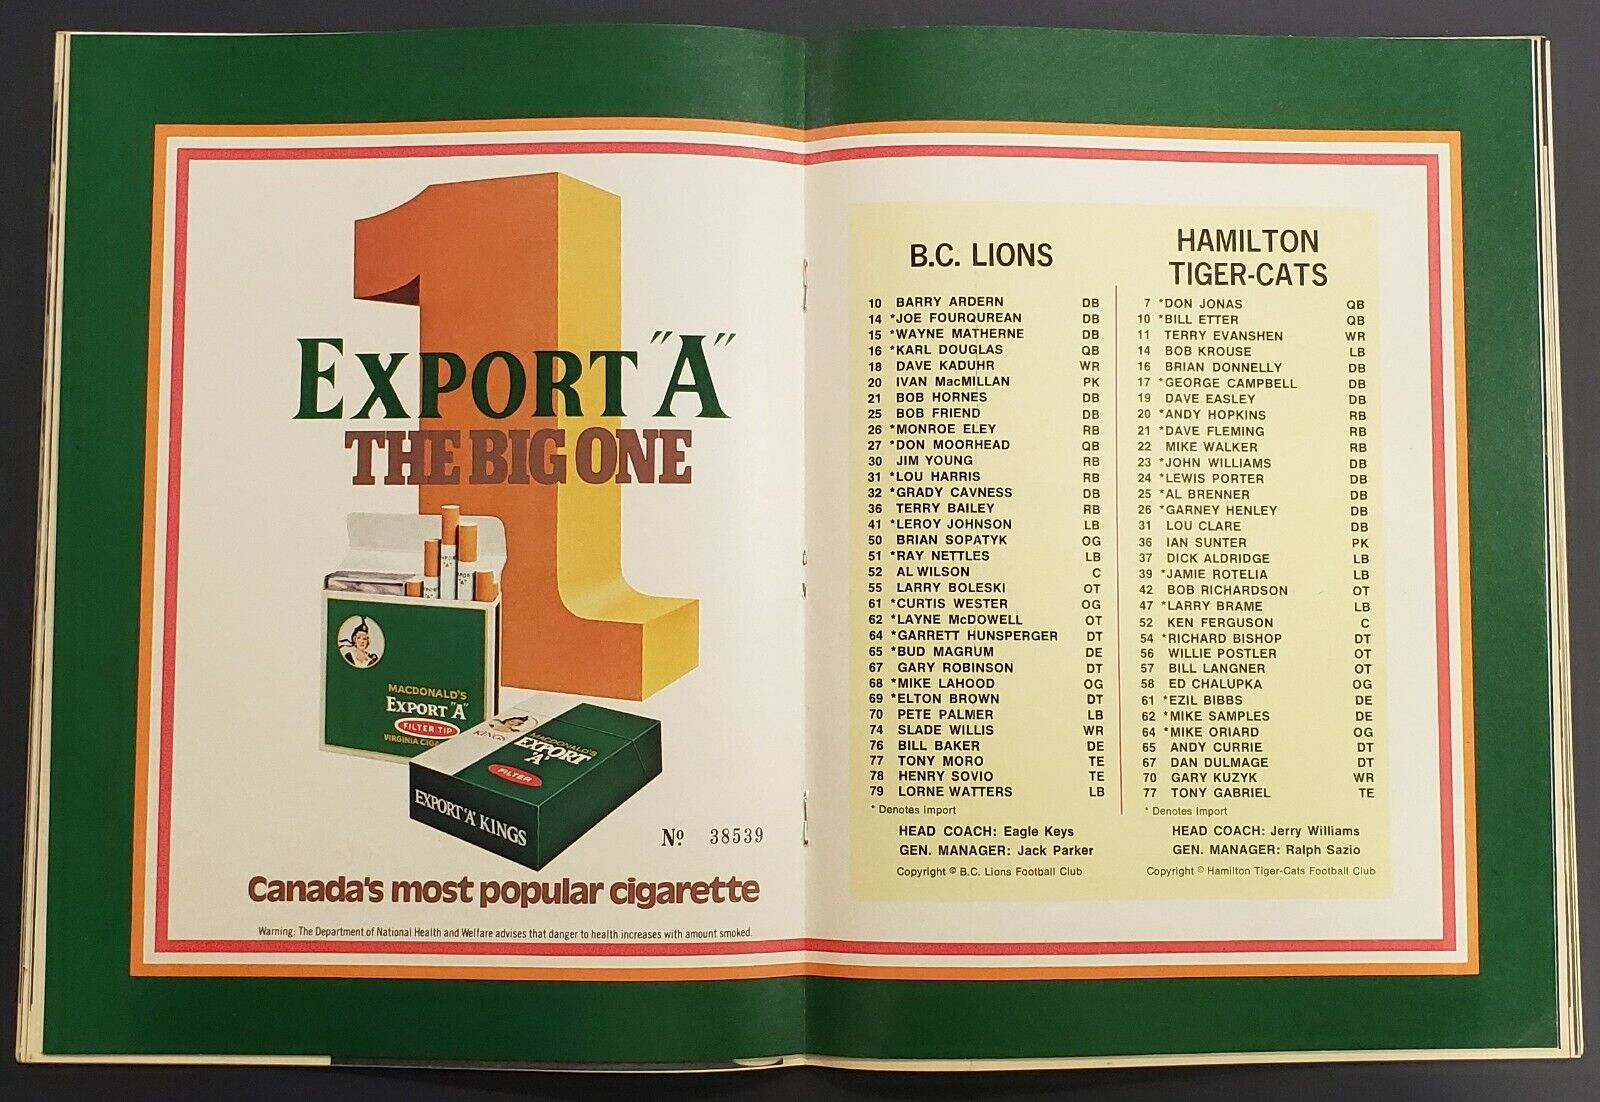 EXPORT "A"
THE BIG ONE
EXPORT "A"
MACDONALD'S
EXPORT "A"
FILTER TIP
VIRGINIA
KINGS
MACDONALD'S
EXPORT "A"
FILTER
EXPORT "A" KINGS
No. 38539
Canada's most popular cigarette
Warning: The Department of National Health and Welfare advises that danger to health increases with amount smoked.
B.C. LIONS
10 BARRY ARDERN DB
14 *JOE FOURQUREAN DB
15 *WAYNE MATHERNE DB
16 *KARL DOUGLAS QB
18 DAVE KADUHR WR
20 IVAN MacMILLAN PK
21 BOB HORNES DB
25 BOB FRIEND DB
26 *MONROE ELEY RB
27 *DON MOORHEAD QB
30 JIM YOUNG RB
31 *LOU HARRIS RB
32 *GRADY CAVNESS DB
36 TERRY BAILEY RB
41 *LEROY JOHNSON LB
50 BRIAN SOPATYK OG
51 *RAY NETTLES LB
52 AL WILSON C
55 LARRY BOLESKI OT
61 *CURTIS WESTER OG
62 *LAYNE McDOWELL OT
64 *GARRETT HUNSPERGER DT
65 *BUD MAGRUM DE
67 GARY ROBINSON DT
68 *MIKE LAHOOD OG
69 *ELTON BROWN DT
70 PETE PALMER LB
74 SLADE WILLIS WR
76 BILL BAKER DE
77 TONY MORO TE
78 HENRY SOVIO TE
79 LORNE WATTERS LB
* Denotes Import
HEAD COACH: Eagle Keys
GEN. MANAGER: Jack Parker
Copyright © B.C. Lions Football Club
HAMILTON
TIGER-CATS
7 *DON JONAS QB
10 *BILL ETTER QB
11 TERRY EVANSHEN WR
14 BOB KROUSE LB
16 BRIAN DONNELLY DB
17 *GEORGE CAMPBELL DB
19 DAVE EASLEY DB
20 *ANDY HOPKINS RB
21 *DAVE FLEMING RB
22 MIKE WALKER RB
23 *JOHN WILLIAMS DB
24 *LEWIS PORTER DB
25 *AL BRENNER DB
26 *GARNEY HENLEY DB
31 LOU CLARE DB
36 IAN SUNTER PK
37 DICK ALDRIDGE LB
39 *JAMIE ROTELIA LB
42 BOB RICHARDSON OT
47 *LARRY BRAME LB
52 KEN FERGUSON C
54 *RICHARD BISHOP DT
56 WILLIE POSTLER OT
57 BILL LANGNER OT
58 ED CHALUPKA OG
61 *EZIL BIBBS DE
62 *MIKE SAMPLES DE
64 *MIKE ORIARD OG
65 ANDY CURRIE DT
67 DAN DULMAGE DT
70 GARY KUZYK WR
77 TONY GABRIEL TE
* Denotes Import
HEAD COACH: Jerry Williams
GEN. MANAGER: Ralph Sazio
Copyright © Hamilton Tiger-Cats Football Club